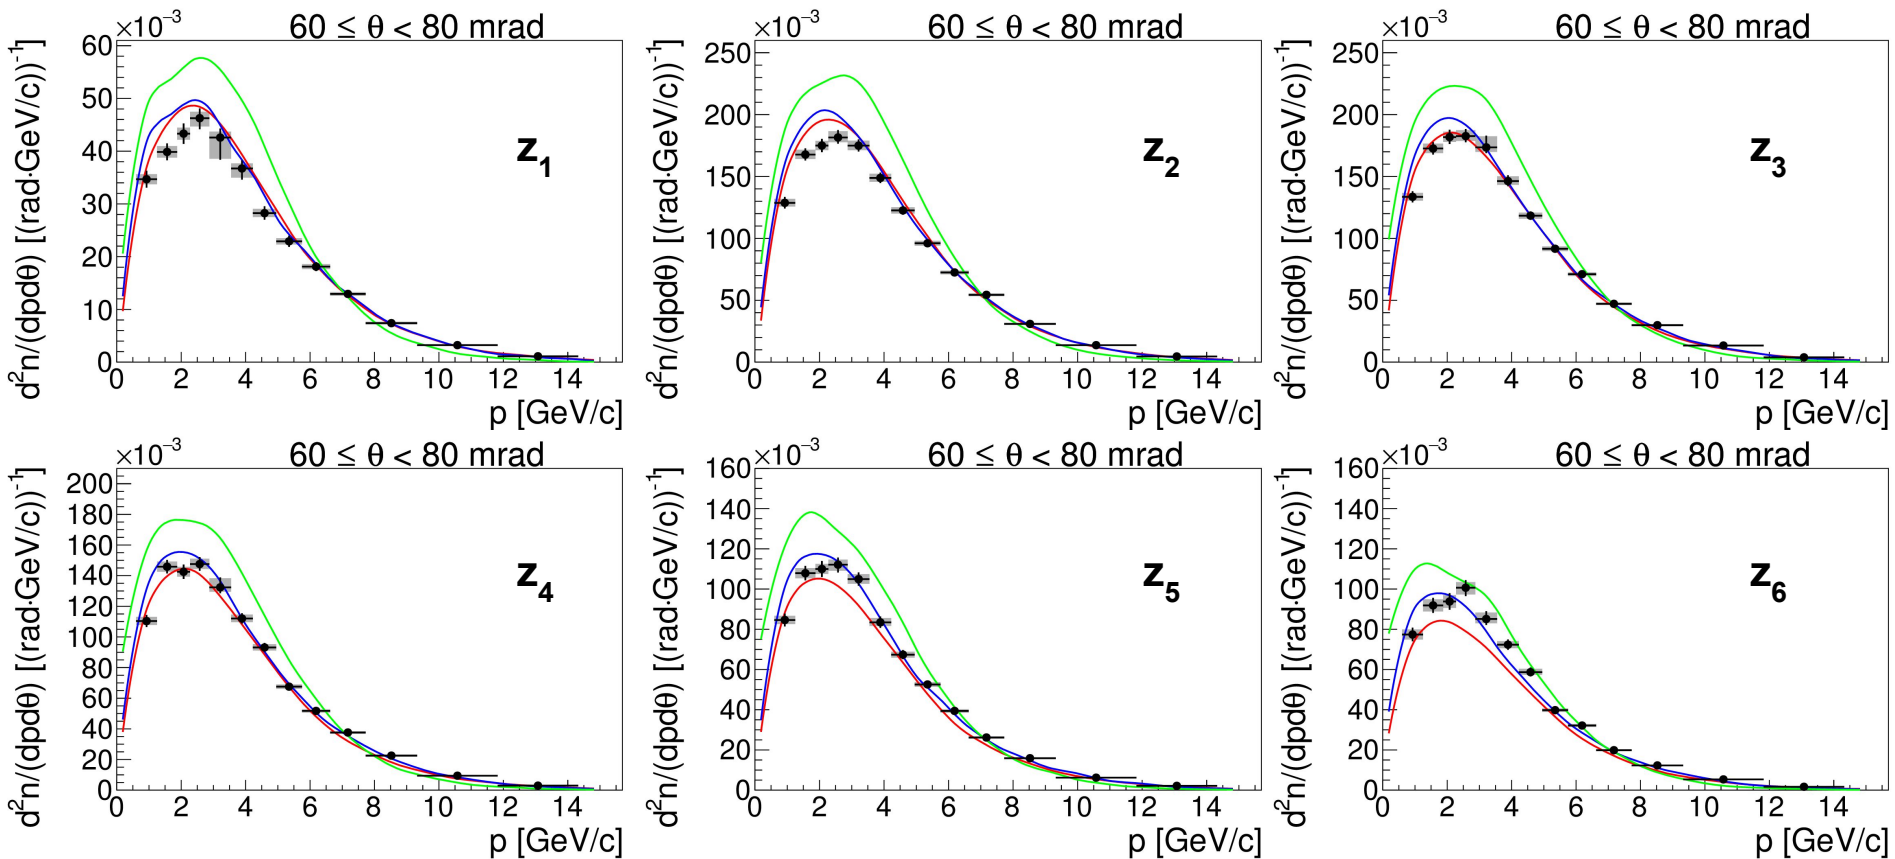 ×10⁻³ 60 ≤ θ < 80 mrad
d²n/(dpdθ) [(rad·GeV/c))⁻¹]
60
50
40
30
20
10
0
z₁
0 2 4 6 8 10 12 14
p [GeV/c]
×10⁻³ 60 ≤ θ < 80 mrad
d²n/(dpdθ) [(rad·GeV/c))⁻¹]
250
200
150
100
50
0
z₂
0 2 4 6 8 10 12 14
p [GeV/c]
×10⁻³ 60 ≤ θ < 80 mrad
d²n/(dpdθ) [(rad·GeV/c))⁻¹]
250
200
150
100
50
0
z₃
0 2 4 6 8 10 12 14
p [GeV/c]
×10⁻³ 60 ≤ θ < 80 mrad
d²n/(dpdθ) [(rad·GeV/c))⁻¹]
200
180
160
140
120
100
80
60
40
20
0
z₄
0 2 4 6 8 10 12 14
p [GeV/c]
×10⁻³ 60 ≤ θ < 80 mrad
d²n/(dpdθ) [(rad·GeV/c))⁻¹]
160
140
120
100
80
60
40
20
0
z₅
0 2 4 6 8 10 12 14
p [GeV/c]
×10⁻³ 60 ≤ θ < 80 mrad
d²n/(dpdθ) [(rad·GeV/c))⁻¹]
160
140
120
100
80
60
40
20
0
z₆
0 2 4 6 8 10 12 14
p [GeV/c]